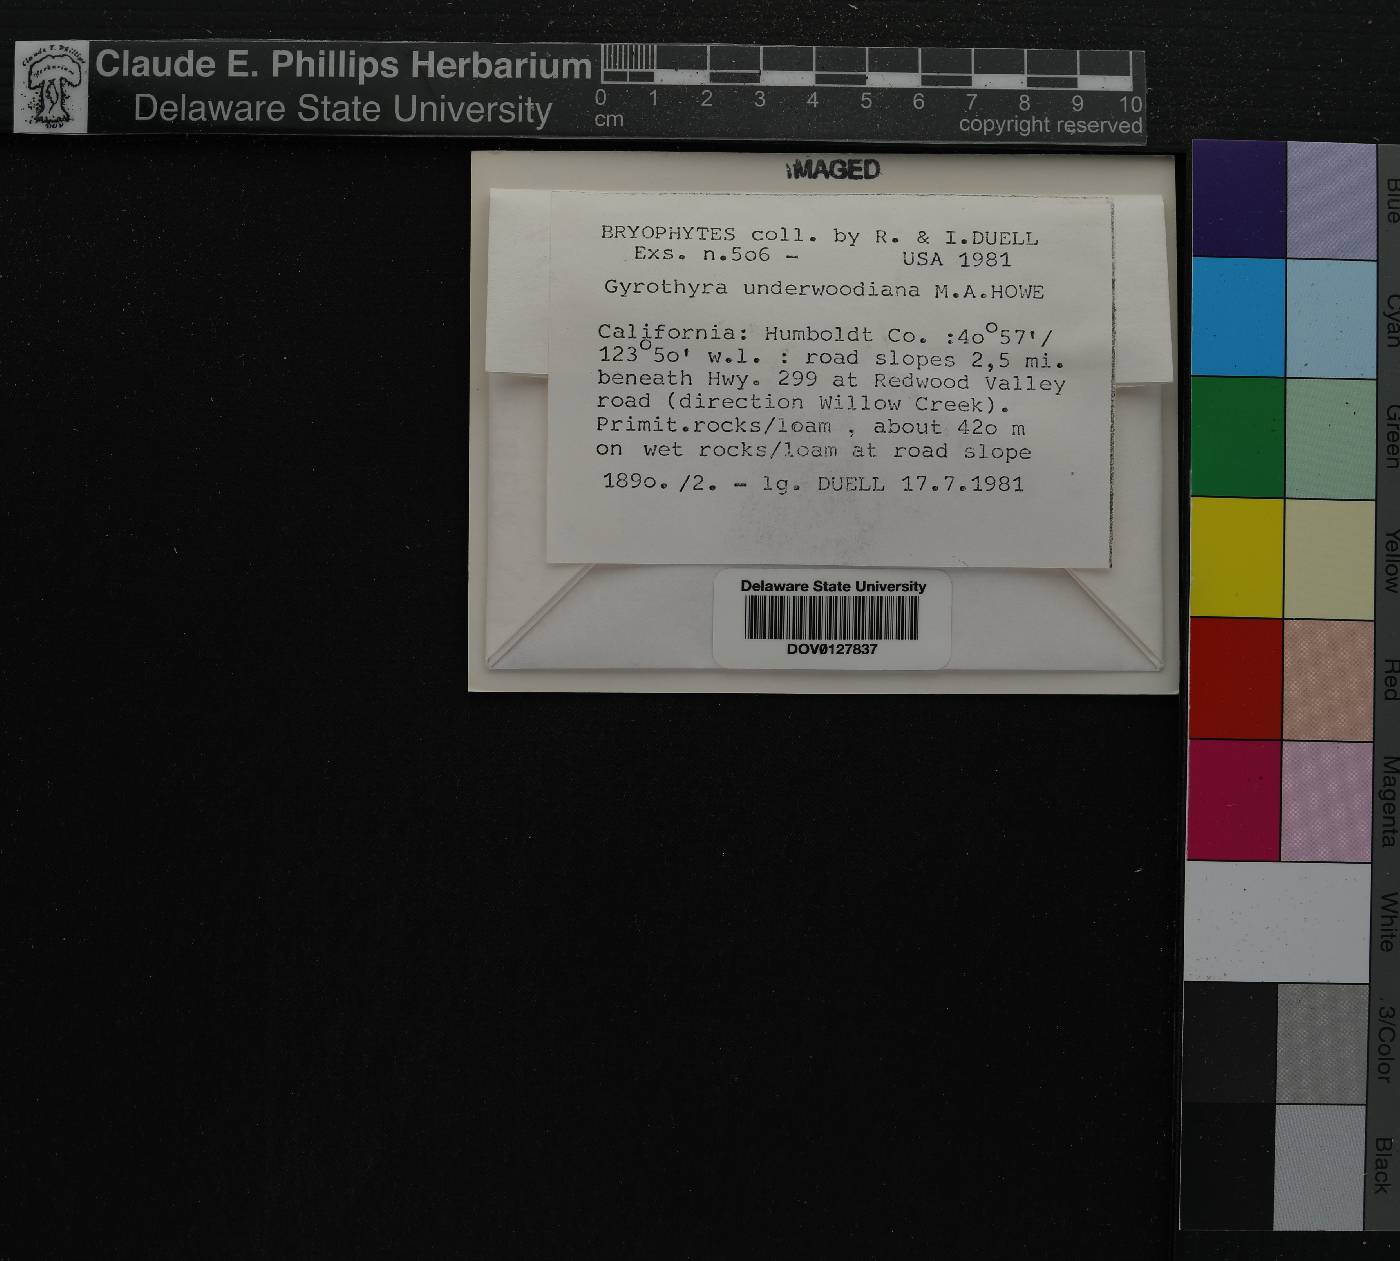 Claude E. Phillips Herbarium
Delaware State University
0 1 2 3 4 5 6 7 8 9 10
cm
copyright reserved
IMAGED
BRYOPHYTES coll. by R. & I.DUELL
Exs. n.5o6 - USA 1981
Gyrothyra underwoodiana M.A.HOWE
California: Humboldt Co. :4o°57'/
123°5o' w.l. : road slopes 2,5 mi.
beneath Hwy. 299 at Redwood Valley
road (direction Willow Creek).
Primit.rocks/loam , about 42o m
on wet rocks/loam at road slope
189o. /2. - lg. DUELL 17.7.1981
Delaware State University
DOV0127837
Blue
Cyan
Green
Yellow
Red
Magenta
White
3/Color
Black